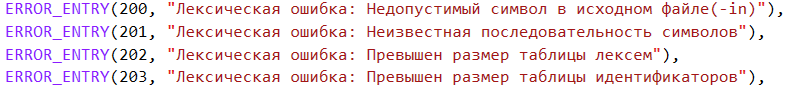 ERROR_ENTRY(200, "Лексическая ошибка: Недопустимый символ в исходном файле(-in)"),
ERROR_ENTRY(201, "Лексическая ошибка: Неизвестная последовательность символов"),
ERROR_ENTRY(202, "Лексическая ошибка: Превышен размер таблицы лексем"),
ERROR_ENTRY(203, "Лексическая ошибка: Превышен размер таблицы идентификаторов"),